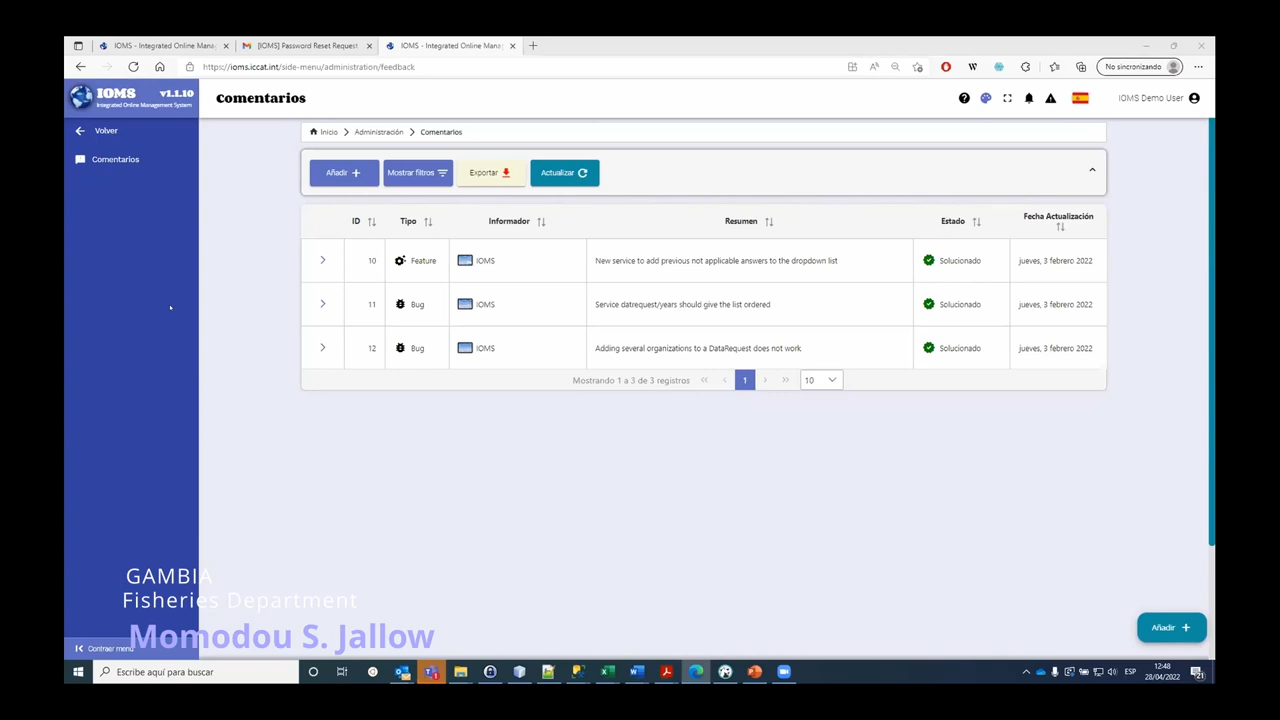 IOMS - Integrated Online Mana
[IOMS] Password Reset Request
IOMS - Integrated Online Mana
https://ioms.iccat.int/side-menu/administration/feedback
No sincronizando
IOMS v1.1.10
Integrated Online Management System
Comentarios
IOMS Demo User
Volver
Comentarios
Inicio > Administración > Comentarios
Añadir + Mostrar filtros Exportar Actualizar
ID Tipo Informador Resumen Estado Fecha Actualización
10 Feature IOMS New service to add previous not applicable answers to the dropdown list Solucionado jueves, 3 febrero 2022
11 Bug IOMS Service datrequest/years should give the list ordered Solucionado jueves, 3 febrero 2022
12 Bug IOMS Adding several organizations to a DataRequest does not work Solucionado jueves, 3 febrero 2022
Mostrando 1 a 3 de 3 registros « ‹ 1 › » 10
GAMBIA
Fisheries Department
Momodou S. Jallow
Añadir +
Contraer menú
Escribe aquí para buscar
ESP
12:48
28/04/2022
21